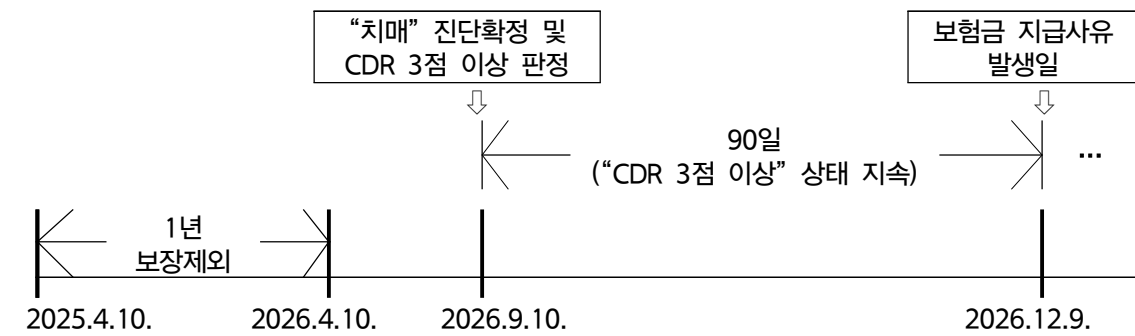 “치매” 진단확정 및
CDR 3점 이상 판정
보험금 지급사유
발생일
90일
(“CDR 3점 이상” 상태 지속)
...
1년
보장제외
2025.4.10.
2026.4.10.
2026.9.10.
2026.12.9.